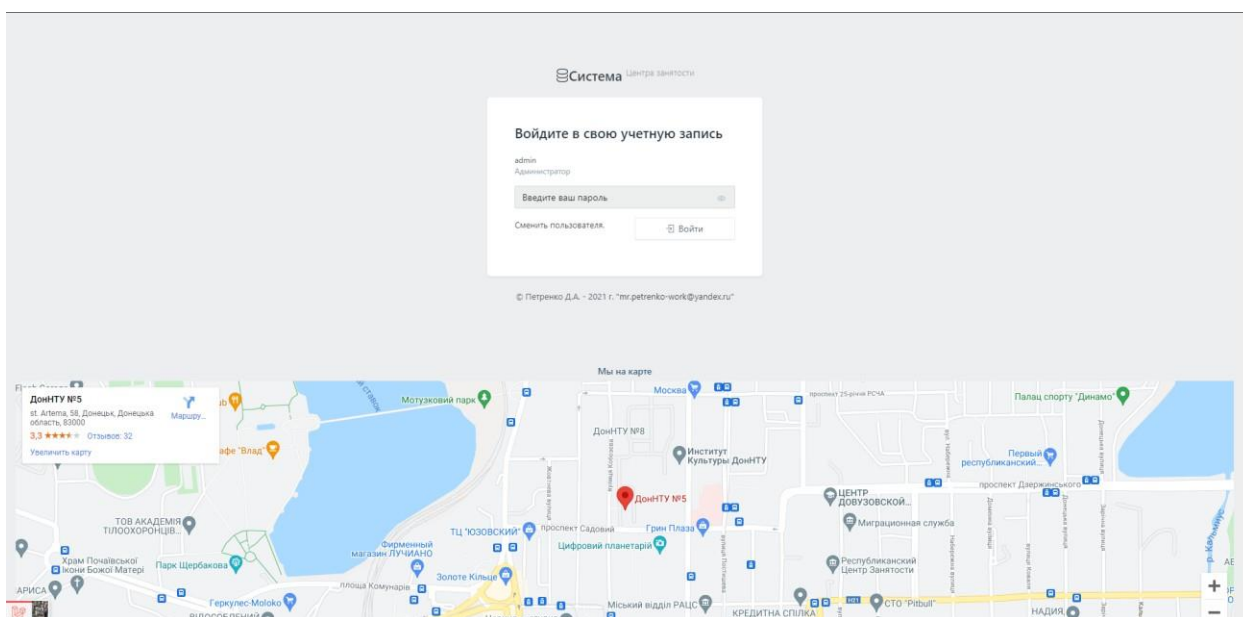 Система Центра занятости
Войдите в свою учетную запись
admin
Администратор
Введите ваш пароль
Сменить пользователя.
Войти
© Петренко Д.А. - 2021 г. "mr.petrenko-work@yandex.ru"
Мы на карте
ДонНТУ №5
st. Artema, 58, Донецьк, Донецька
область, 83000
Маршру...
3,3
Отзывов: 32
Увеличить карту
Москва
проспект 25-річчя РСЧА
Мотузковий парк
Палац спорту "Динамо"
ДонНТУ №8
Институт
Культуры ДонНТУ
афе "Влад"
Первый
республиканский...
проспект Дзержинського
ДонНТУ №5
ЦЕНТР
ДОВУЗОВСКОЙ...
ТОВ АКАДЕМІЯ
ТІЛООХОРОНЦІВ...
ТЦ "ЮЗОВСКИЙ"
проспект Садовий
Грин Плаза
Миграционная служба
Фирменный
магазин ЛУЧИАНО
Цифровий планетарій
Храм Почаївської
Ікони Божої Матері
Парк Щербакова
Республиканский
Центр Занятости
площа Комунарів
Золоте Кільце
АРИСА
Геркулес-Moloko
Міський відділ РАЦС
СТО "Pitbull"
КРЕДИТНА СПІЛКА
НАДИЯ
р. Кальміус